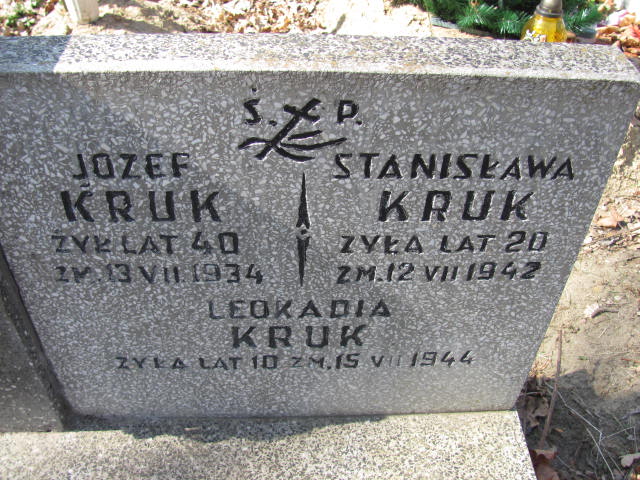 Ś. P.
JOZEF
KRUK
ŻYŁ LAT 40
ZM. 13 VII 1934
STANISŁAWA
KRUK
ŻYŁA LAT 20
ZM. 12 VII 1942
LEOKADIA
KRUK
ŻYŁA LAT 10 ZM. 15 VII 1944